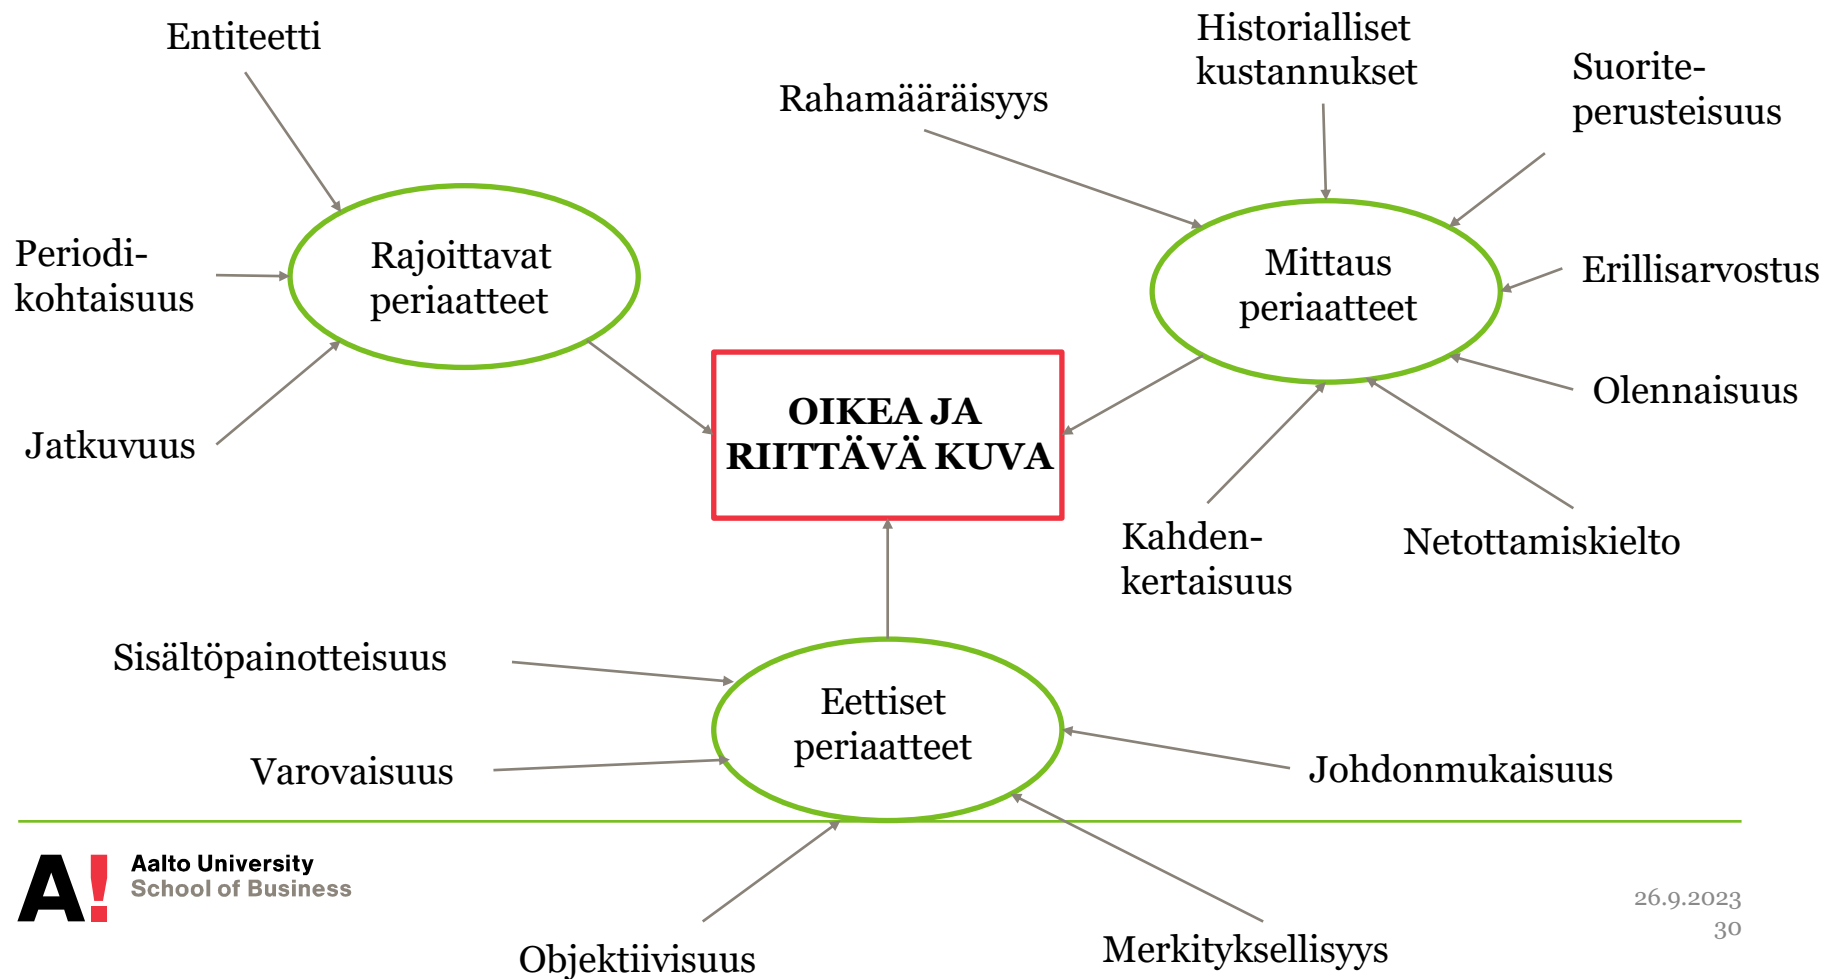 Entiteetti
Historialliset
kustannukset
Suorite-
perusteisuus
Rahamääräisyys
Periodi-
kohtaisuus
Rajoittavat
periaatteet
Mittaus
periaatteet
Erillisarvostus
Olennaisuus
Jatkuvuus
OIKEA JA
RIITTÄVÄ KUVA
Kahden-
kertaisuus
Netottamiskielto
Sisältöpainotteisuus
Eettiset
periaatteet
Varovaisuus
Johdonmukaisuus
Objektiivisuus
Merkityksellisyys
A!
Aalto University
School of Business
26.9.2023
30